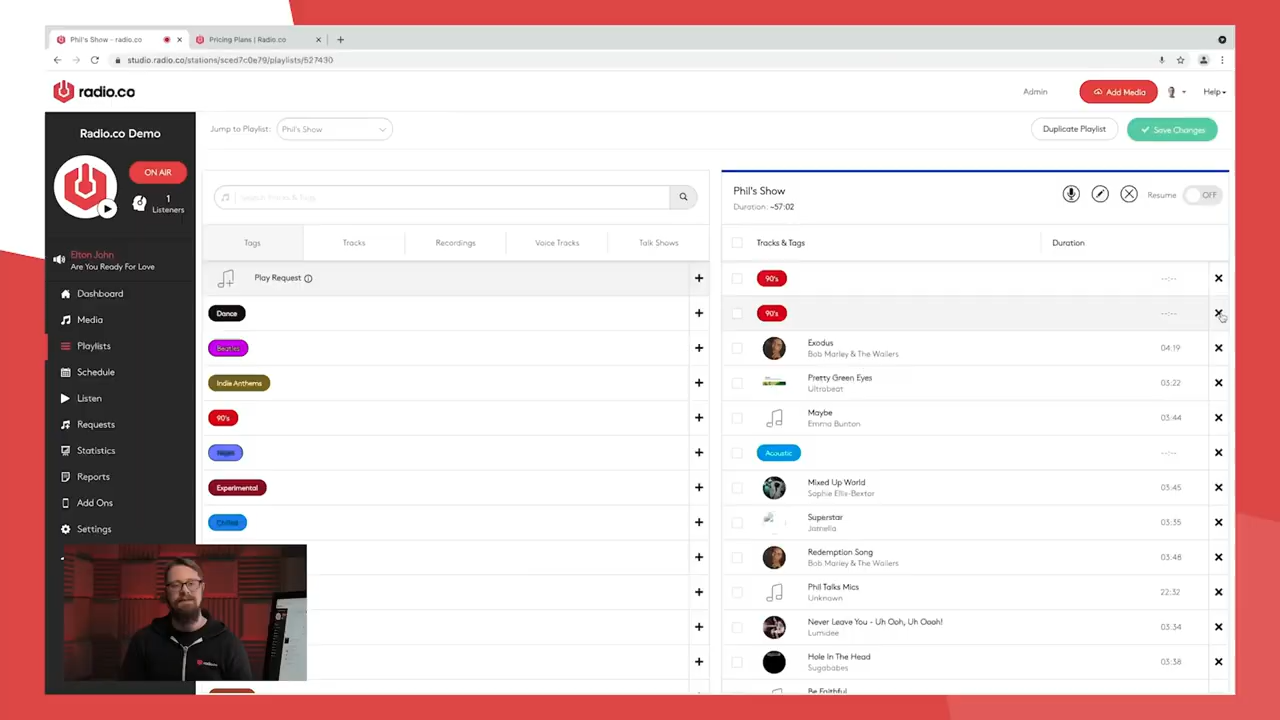 Phil's Show - radio.co
Pricing Plans | Radio.co
studio.radio.co/stations/sced7c0e79/playlists/527430
radio.co
Admin
Add Media
Help
Radio.co Demo
ON AIR
1
Listeners
Elton John
Are You Ready For Love
Dashboard
Media
Playlists
Schedule
Listen
Requests
Statistics
Reports
Add Ons
Settings
Jump to Playlist:
Phil's Show
Duplicate Playlist
Save Changes
Search Tracks & Tags
Tags
Tracks
Recordings
Voice Tracks
Talk Shows
Play Request
Dance
Beatles
Indie Anthems
90's
Experimental
Chilled
Phil's Show
Duration: ~57:02
Resume
OFF
Tracks & Tags
Duration
90's
--:--
90's
--:--
Exodus
Bob Marley & The Wailers
04:19
Pretty Green Eyes
Ultrabeat
03:22
Maybe
Emma Bunton
03:44
Acoustic
--:--
Mixed Up World
Sophie Ellis-Bextor
03:45
Superstar
Jamelia
03:35
Redemption Song
Bob Marley & The Wailers
03:48
Phil Talks Mics
Unknown
22:32
Never Leave You - Uh Ooh, Uh Oooh!
Lumidee
03:34
Hole In The Head
Sugababes
03:38
Be Faithful